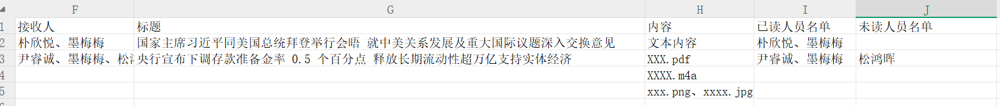 F G H I J
1 接收人 标题 内容 已读人员名单 未读人员名单
2 朴欣悦、墨梅梅 国家主席习近平同美国总统拜登举行会晤 就中美关系发展及重大国际议题深入交换意见 文本内容 朴欣悦、墨梅梅
3 尹睿诚、墨梅梅、松 央行宣布下调存款准备金率 0.5 个百分点 释放长期流动性超万亿支持实体经济 XXX.pdf 尹睿诚、墨梅梅 松鸿晖
4 XXXX.m4a
5 xxx.png、xxxx.jpg